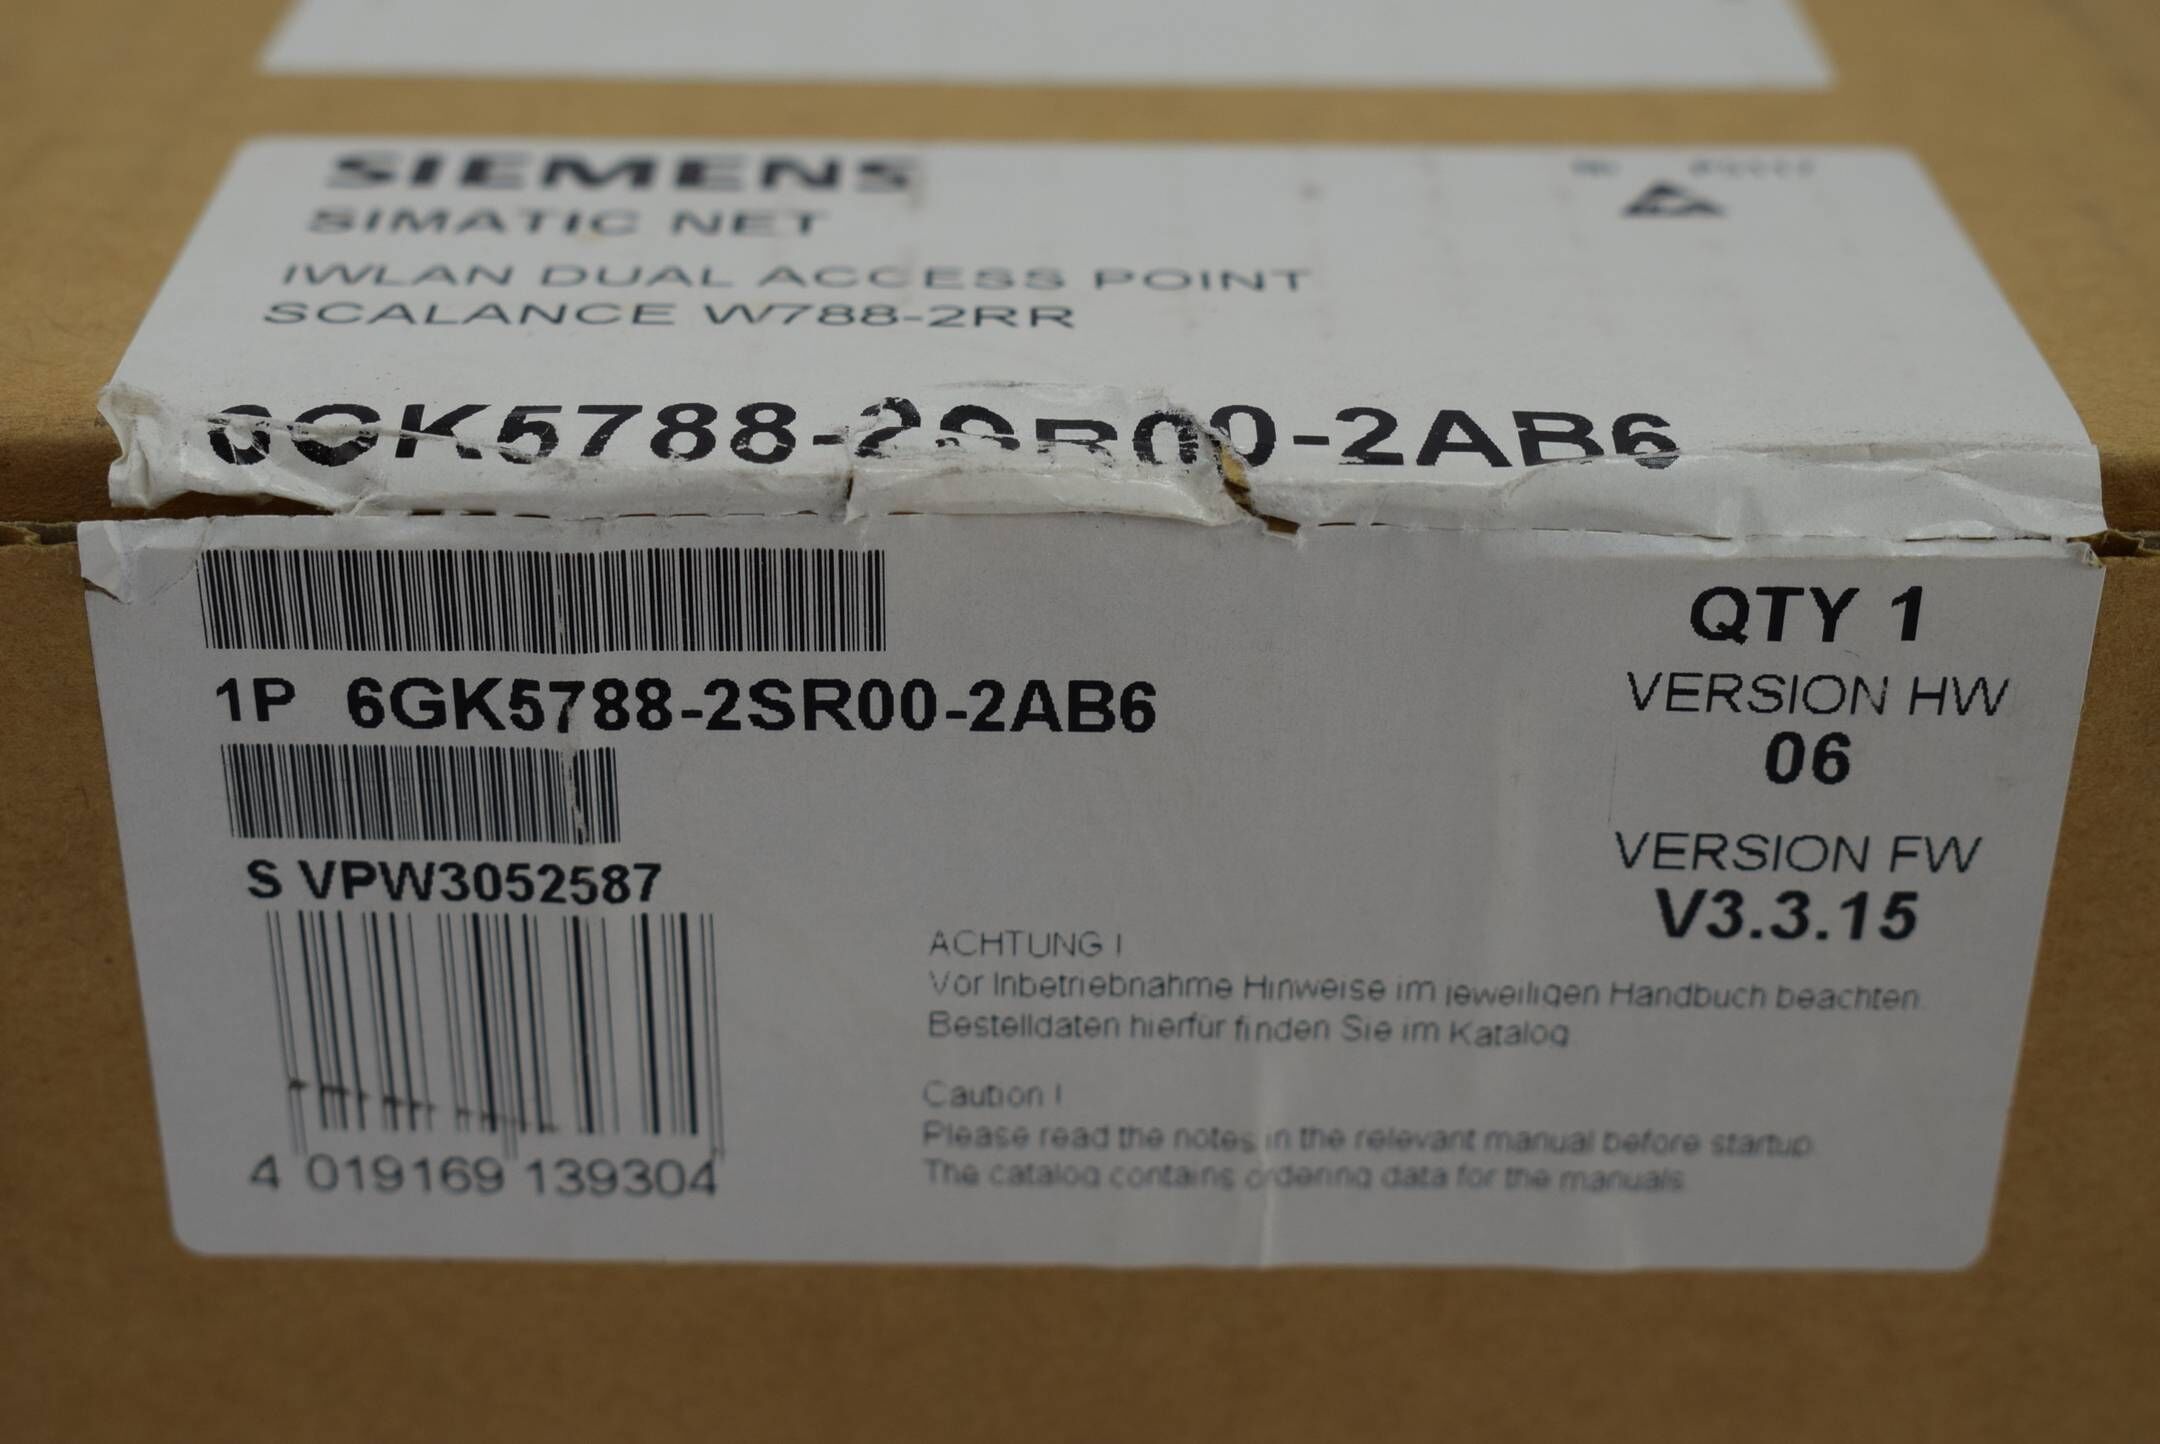 SIEMENS
SIMATIC NET
IWLAN DUAL ACCESS POINT
SCALANCE W788-2RR
6GK5788-2SR00-2AB6
1P 6GK5788-2SR00-2AB6
S VPW3052587
4 019169 139304
QTY 1
VERSION HW
06
VERSION FW
V3.3.15
ACHTUNG !
Vor Inbetriebnahme Hinweise im jeweiligen Handbuch beachten.
Bestelldaten hierfür finden Sie im Katalog
Caution !
Please read the notes in the relevant manual before startup.
The catalog contains ordering data for the manuals.